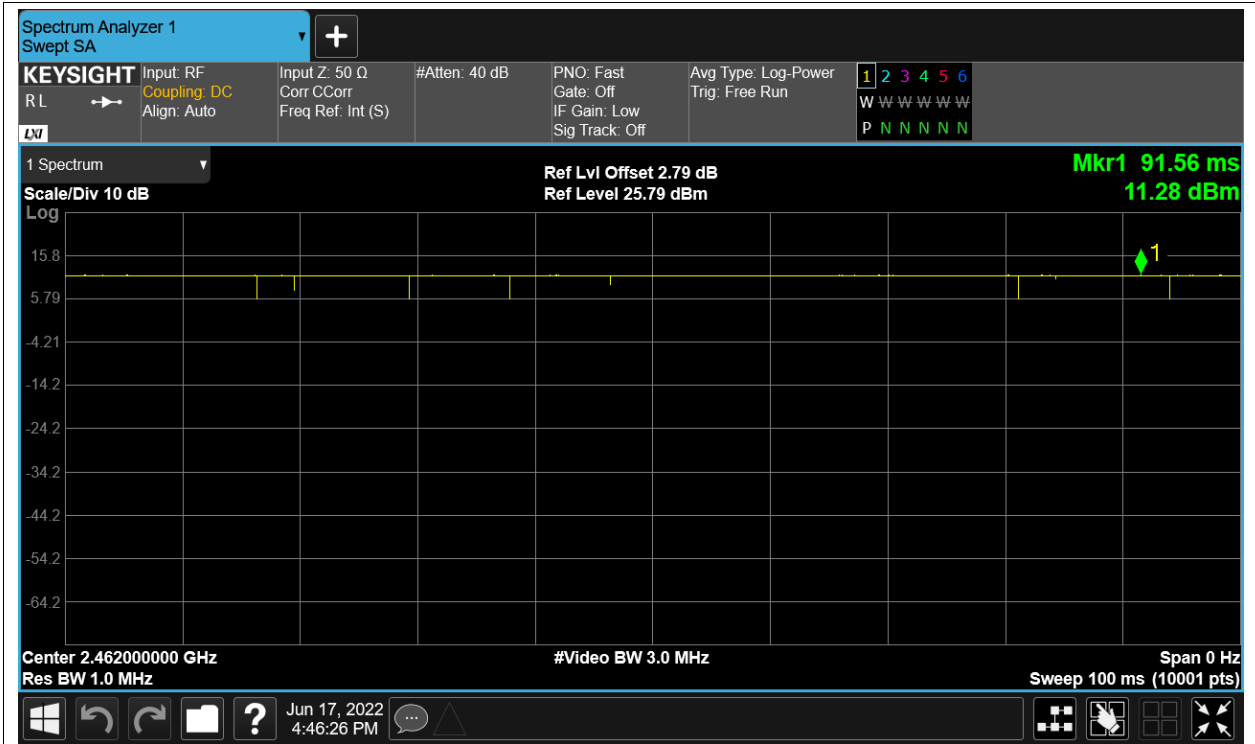 Spectrum Analyzer 1
Swept SA
KEYSIGHT
R L
LXI
Input: RF
Coupling: DC
Align: Auto
Input Z: 50 Ω
Corr CCorr
Freq Ref: Int (S)
#Atten: 40 dB
PNO: Fast
Gate: Off
IF Gain: Low
Sig Track: Off
Avg Type: Log-Power
Trig: Free Run
1 2 3 4 5 6
W W W W W W
P N N N N N
1 Spectrum
Scale/Div 10 dB
Ref Lvl Offset 2.79 dB
Ref Level 25.79 dBm
Mkr1 91.56 ms
11.28 dBm
Log
15.8
5.79
-4.21
-14.2
-24.2
-34.2
-44.2
-54.2
-64.2
1
Center 2.462000000 GHz
Res BW 1.0 MHz
#Video BW 3.0 MHz
Span 0 Hz
Sweep 100 ms (10001 pts)
?
Jun 17, 2022
4:46:26 PM